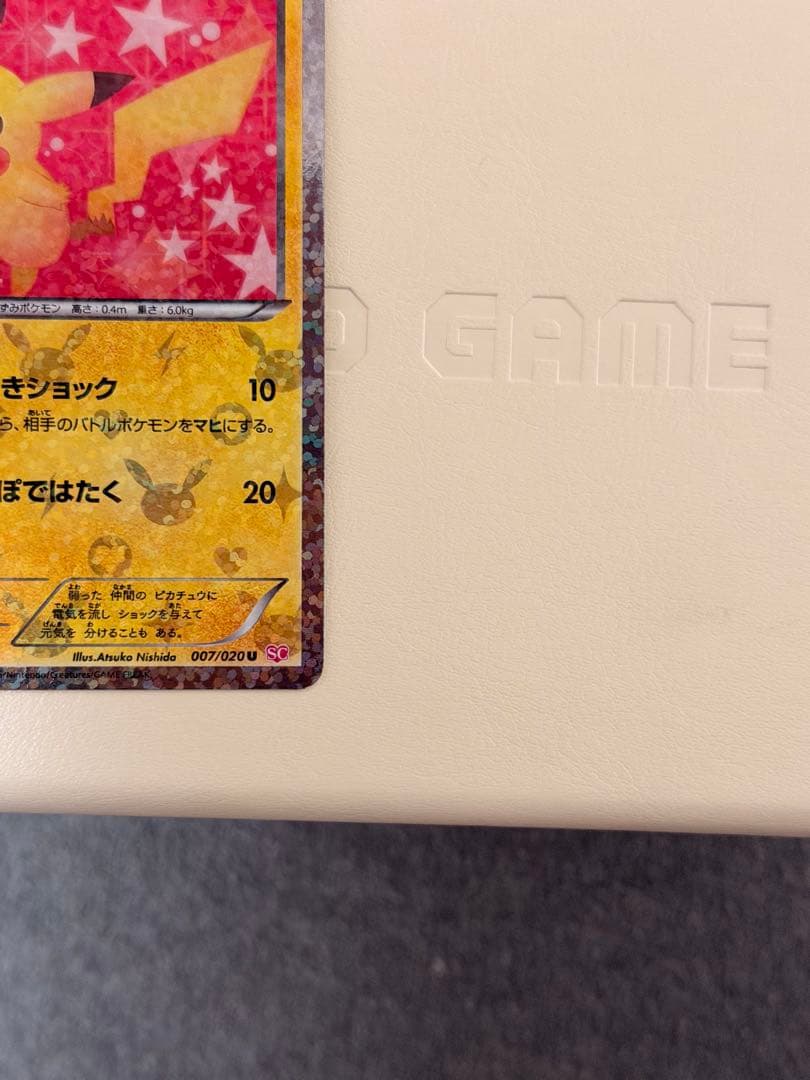 ずみポケモン 高さ:0.4m 重さ:6.0kg
D GAME
きショック 10
ら、相手のバトルポケモンをマヒにする。
ぽではたく 20
弱った 仲間の ピカチュウに
電気を流し ショックを与えて
元気を 分けることも ある。
Illus.Atsuko Nishida 007/020 U SC
Nintendo/Creatures/GAME FREAK.